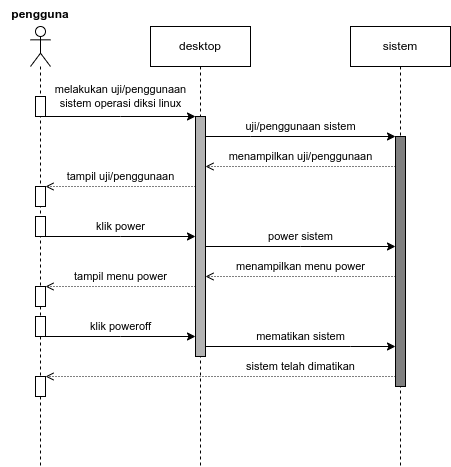 pengguna
desktop
sistem
melakukan uji/penggunaan
sistem operasi diksi linux
uji/penggunaan sistem
menampilkan uji/penggunaan
tampil uji/penggunaan
klik power
power sistem
menampilkan menu power
tampil menu power
klik poweroff
mematikan sistem
sistem telah dimatikan